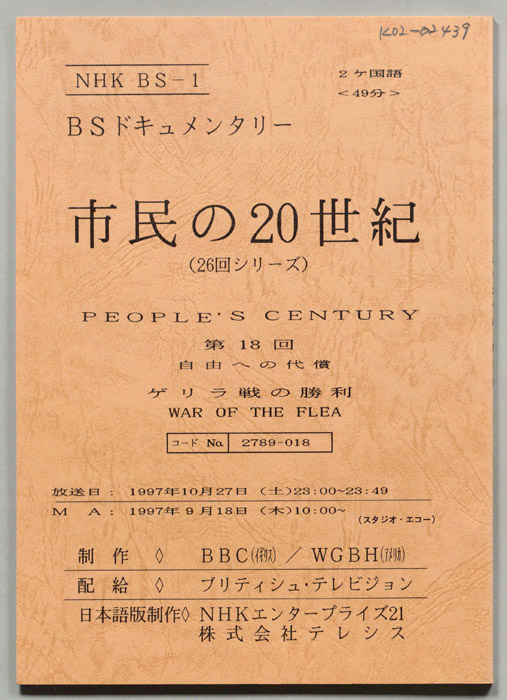 K02-02439
NHK BS-1
2ケ国語
<49分>
BSドキュメンタリー
市民の20世紀
(26回シリーズ)
PEOPLE'S CENTURY
第 18 回
自由への代償
ゲリラ戦の勝利
WAR OF THE FLEA
コード No. 2789-018
放送日: 1997年10月27日 (土)23:00~23:49
MA: 1997年9月18日 (木)10:00~
(スタジオ・エコー)
制作◊ BBC(イギリス) / WGBH(アメリカ)
配給◊ ブリティシュ・テレビジョン
日本語版制作◊ NHKエンタープライズ21
株式会社テレシス